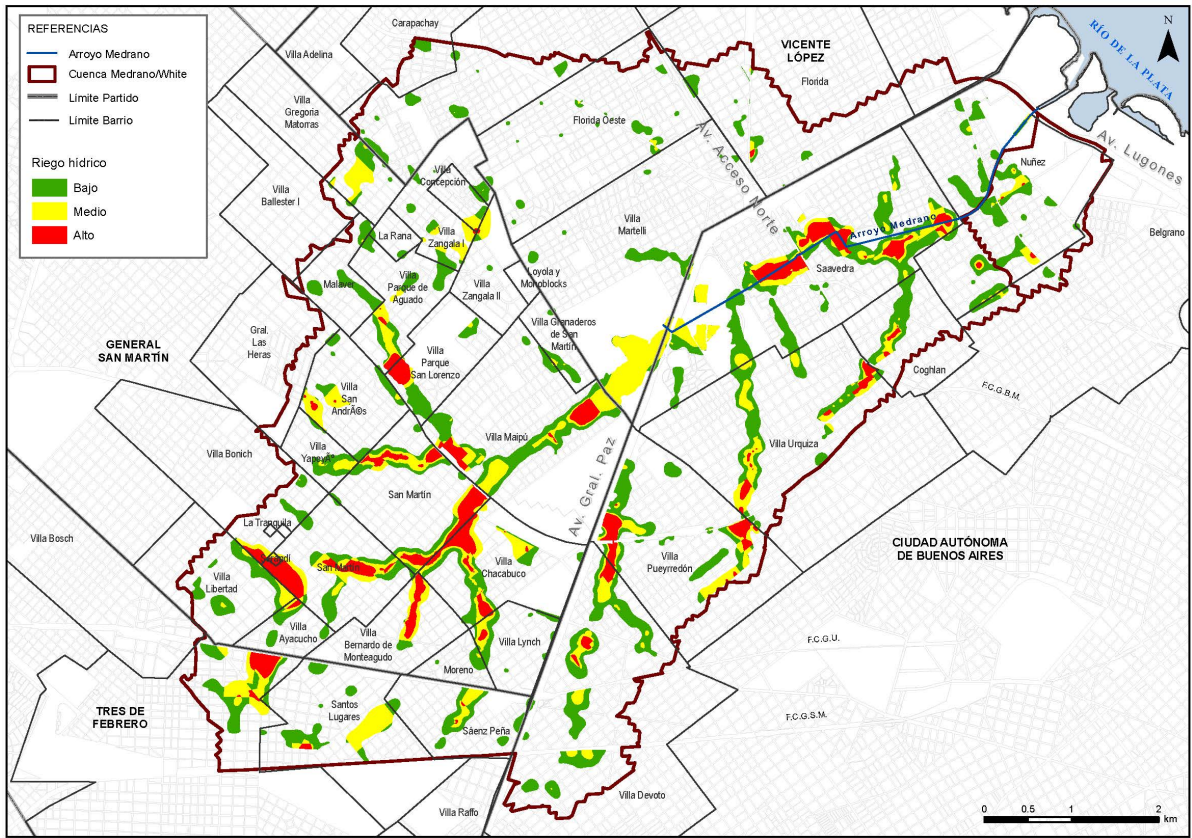 REFERENCIAS
Arroyo Medrano
Cuenca Medrano/White
Límite Partido
Límite Barrio
Riego hídrico
Bajo
Medio
Alto
Carapachay
Villa Adelina
VICENTE
LÓPEZ
Florida
RÍO DE LA PLATA
N
Villa
Gregoria
Matorras
Florida Oeste
Av. Acceso Norte
Av. Lugones
Nuñez
Villa
Ballester I
Villa
Concepción
Villa
Martelli
Arroyo Medrano
Belgrano
La Rana
Villa
Zangala I
Saavedra
Malaver
Villa
Parque de
Aguado
Villa
Zangala II
Loyola y
Monoblocks
Gral.
Las
Heras
GENERAL
SAN MARTÍN
Villa Granaderos
de San
Martín
Villa
Parque
San Lorenzo
Coghlan
F.C.G.B.M.
Villa
San
AndrÃ©s
Villa Maipú
Villa Urquiza
Villa Bonich
Villa
San Martín
Av. Gral. Paz
La Tranquila
Villa Bosch
CIUDAD AUTÓNOMA
DE BUENOS AIRES
San Martín
Villa
Chacabuco
Villa
Pueyrredón
Villa
Libertad
Villa
Ayacucho
Villa
Bernardo de
Monteagudo
Villa Lynch
F.C.G.U.
Moreno
TRES DE
FEBRERO
Santos
Lugares
Sáenz Peña
F.C.G.S.M.
Villa Devoto
Villa Raffo
0 0.5 1 2
km